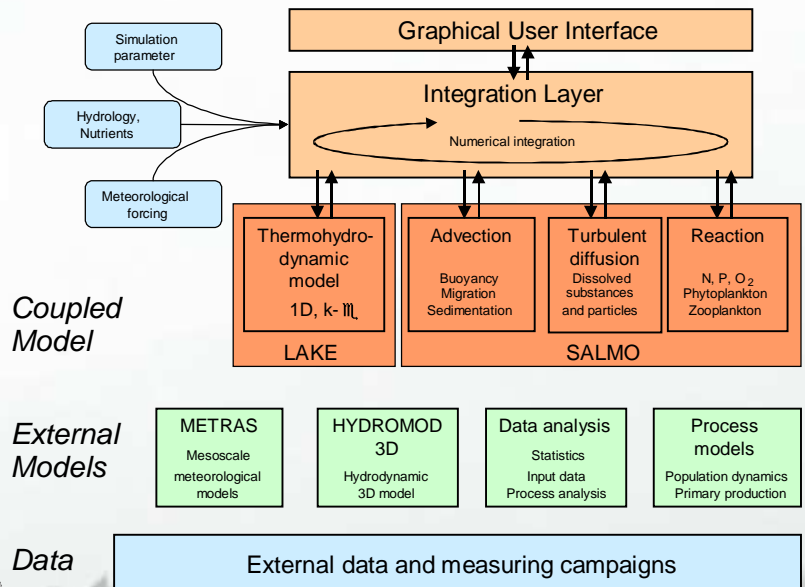 Graphical User Interface
Simulation
parameter
Hydrology,
Nutrients
Meteorological
forcing
Integration Layer
Numerical integration
Thermohydro-
dynamic
model
1D, k-♏
LAKE
Advection
Buoyancy
Migration
Sedimentation
Turbulent
diffusion
Dissolved
substances
and particles
Reaction
N, P, O₂
Phytoplankton
Zooplankton
SALMO
Coupled
Model
External
Models
METRAS
Mesoscale
meteorological
models
HYDROMOD
3D
Hydrodynamic
3D model
Data analysis
Statistics
Input data
Process analysis
Process
models
Population dynamics
Primary production
Data
External data and measuring campaigns